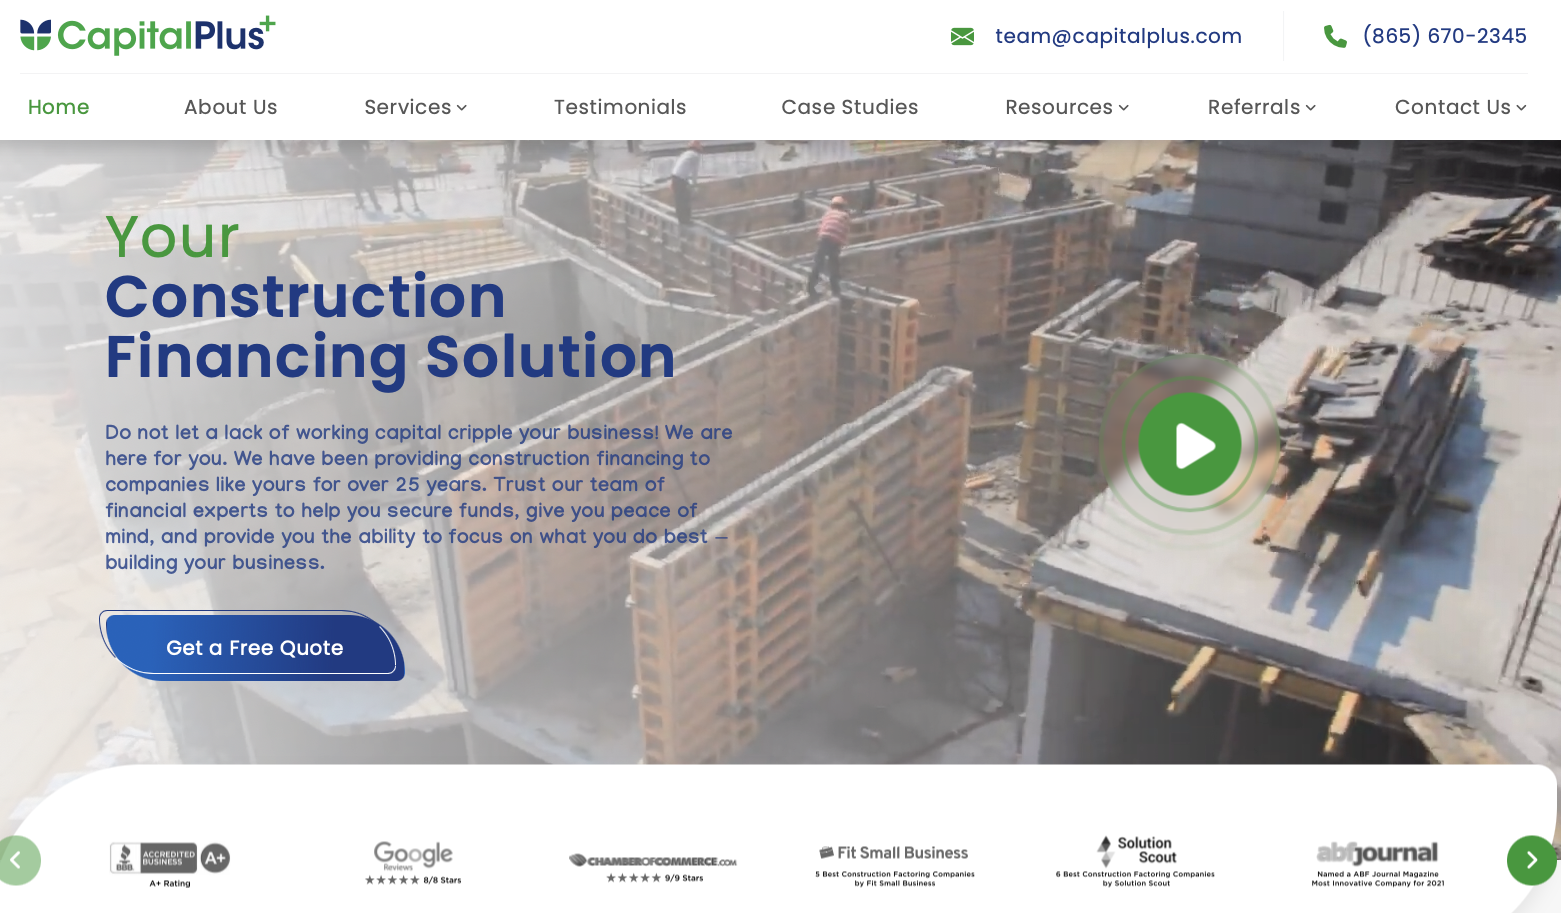 CapitalPlus+
team@capitalplus.com
(865) 670-2345
Home
About Us
Services
Testimonials
Case Studies
Resources
Referrals
Contact Us
Your
Construction
Financing Solution
Do not let a lack of working capital cripple your business! We are
here for you. We have been providing construction financing to
companies like yours for over 25 years. Trust our team of
financial experts to help you secure funds, give you peace of
mind, and provide you the ability to focus on what you do best –
building your business.
Get a Free Quote
BBB.
ACCREDITED
BUSINESS
A+
A+ Rating
Google
Reviews
★★★★★ 8/8 Stars
CHAMBEROFCOMMERCE.COM
★★★★★ 9/9 Stars
Fit Small Business
5 Best Construction Factoring Companies
by Fit Small Business
Solution
Scout
6 Best Construction Factoring Companies
by Solution Scout
abfjournal
Named a ABF Journal Magazine
Most Innovative Company for 2021